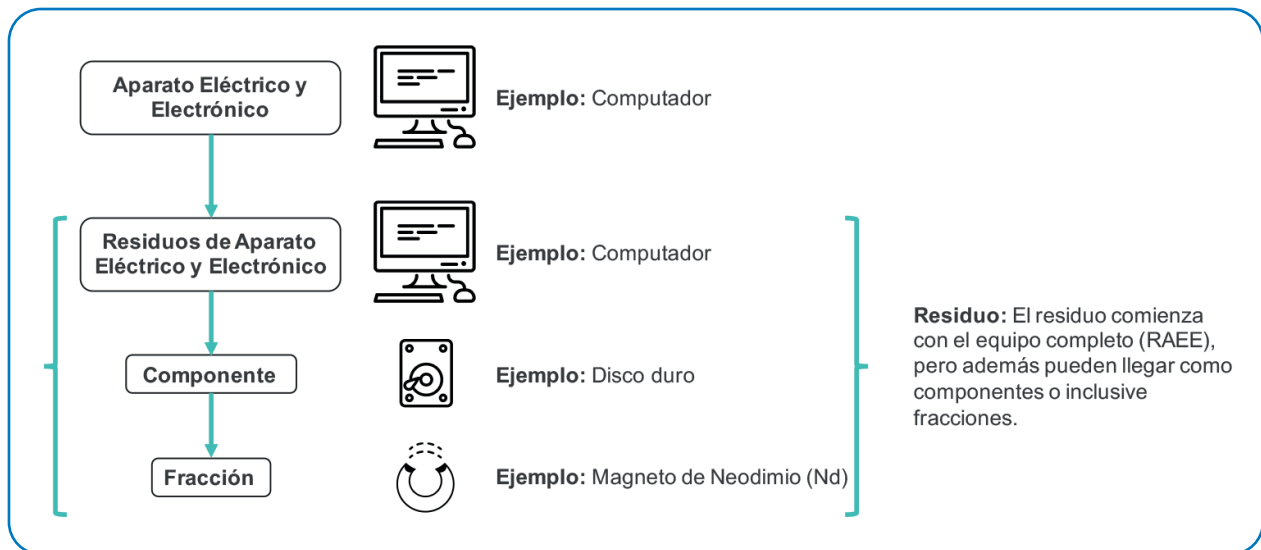 Aparato Eléctrico y
Electrónico
Ejemplo: Computador
Residuos de Aparato
Eléctrico y Electrónico
Ejemplo: Computador
Componente
Ejemplo: Disco duro
Fracción
Ejemplo: Magneto de Neodimio (Nd)
Residuo: El residuo comienza
con el equipo completo (RAEE),
pero además pueden llegar como
componentes o inclusive
fracciones.